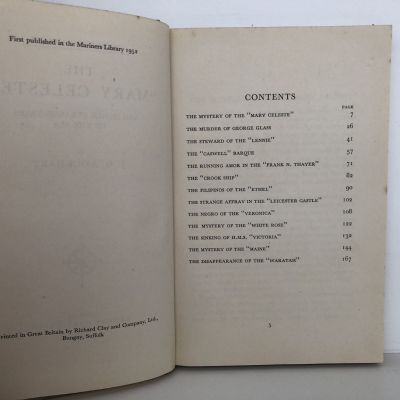 First published in the Mariners Library 1952
Printed in Great Britain by Richard Clay and Company, Ltd.,
Bungay, Suffolk
CONTENTS
PAGE
THE MYSTERY OF THE "MARY CELESTE" 7
THE MURDER OF GEORGE GLASS 26
THE STEWARD OF THE "LENNIE" 41
THE "CASWELL" BARQUE 57
THE RUNNING AMOK IN THE "FRANK N. THAYER" 71
THE "CROOK SHIP" 82
THE FILIPINOS OF THE "ETHEL" 90
THE STRANGE AFFRAY IN THE "LEICESTER CASTLE" 102
THE NEGRO OF THE "VERONICA" 108
THE MYSTERY OF THE "WHITE ROSE" 122
THE SINKING OF H.M.S. "VICTORIA" 132
THE MYSTERY OF THE "MAINE" 144
THE DISAPPEARANCE OF THE "WARATAH" 167
5